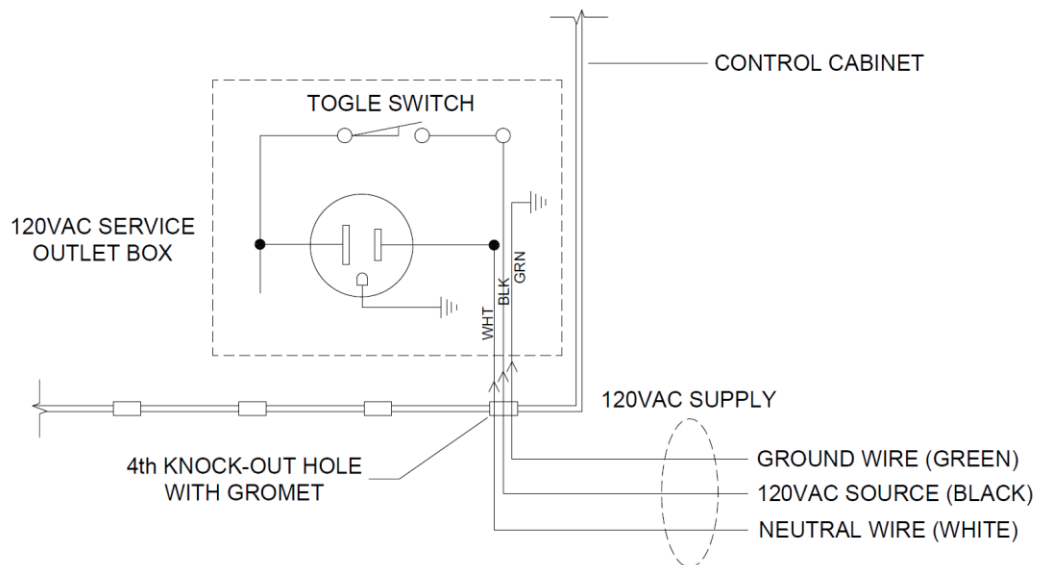 CONTROL CABINET
TOGLE SWITCH
120VAC SERVICE
OUTLET BOX
WHT
BLK
GRN
120VAC SUPPLY
4th KNOCK-OUT HOLE
WITH GROMET
GROUND WIRE (GREEN)
120VAC SOURCE (BLACK)
NEUTRAL WIRE (WHITE)